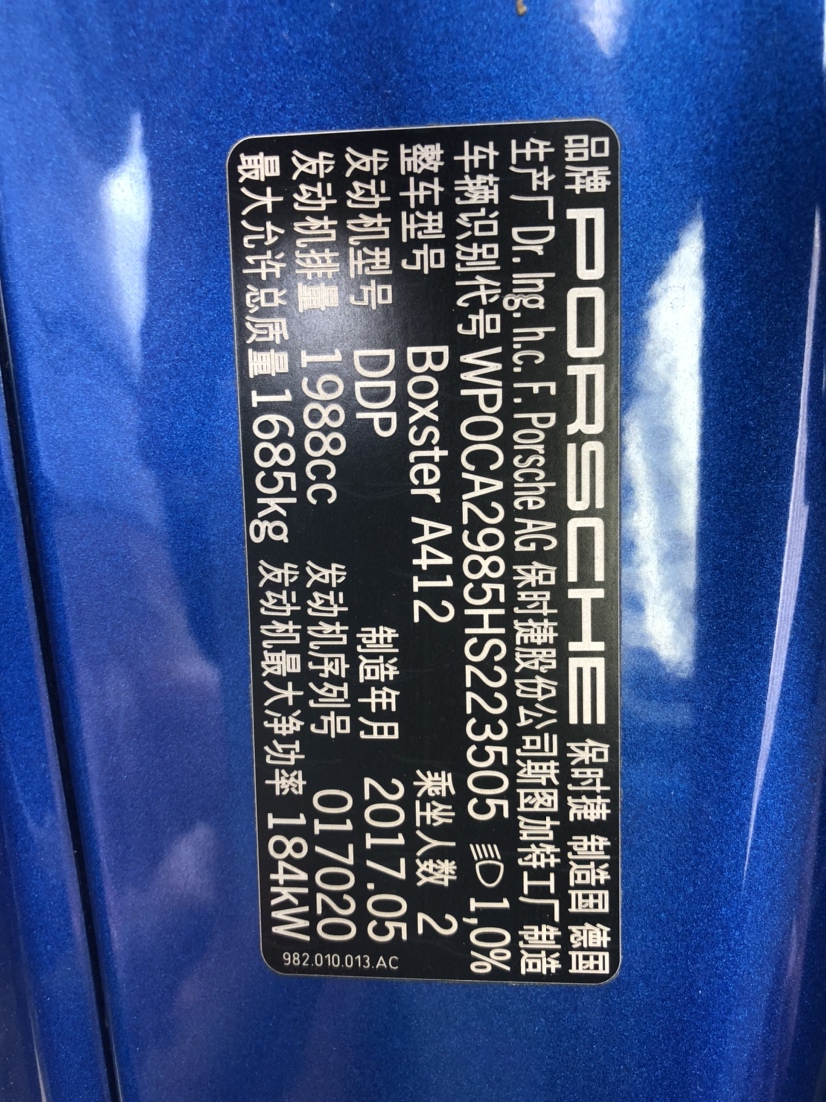 品牌 PORSCHE 保时捷 制造国 德国
生产厂 Dr. Ing. h.c. F. Porsche AG 保时捷股份公司斯图加特工厂 制造
车辆识别代号 WP0CA2985HS223505 1,0%
整车型号 Boxster A412 乘坐人数 2
发动机型号 DDP 制造年月 2017.05
发动机排量 1988cc 发动机序列号 017020
最大允许总质量 1685kg 发动机最大净功率 184kW
982.010.013.AC